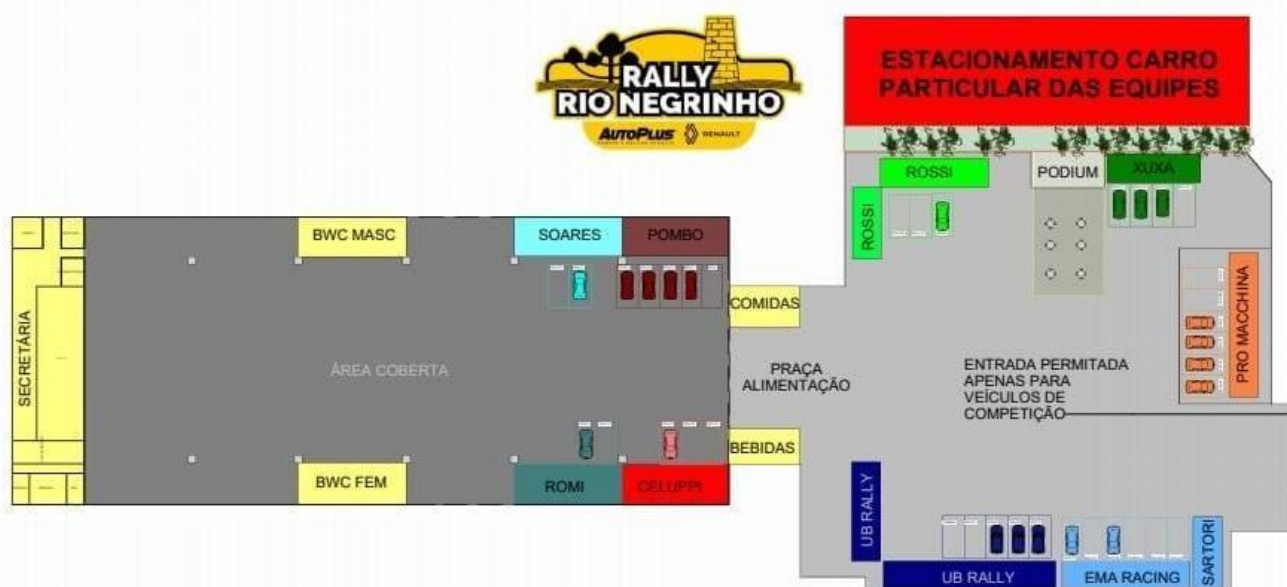 RALLY
RIO NEGRINHO
AUTOPLUS RENAULT
ESTACIONAMENTO CARRO
PARTICULAR DAS EQUIPES
ROSSI
PODIUM
XUXA
ROSSI
BWC MASC
SOARES
POMBO
COMIDAS
PRO MACCHINA
SECRETÁRIA
ÁREA COBERTA
PRAÇA
ALIMENTAÇÃO
ENTRADA PERMITADA
APENAS PARA
VEÍCULOS DE
COMPETIÇÃO
BEBIDAS
BWC FEM
ROMI
CELUPPI
UB RALLY
UB RALLY
EMA RACING
SARTORI